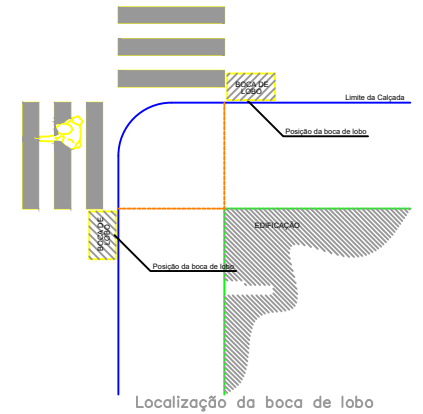 BOCA DE
LOBO
Limite da Calçada
Posição da boca de lobo
EDIFICAÇÃO
BOCA DE
LOBO
Posição da boca de lobo
Localização da boca de lobo